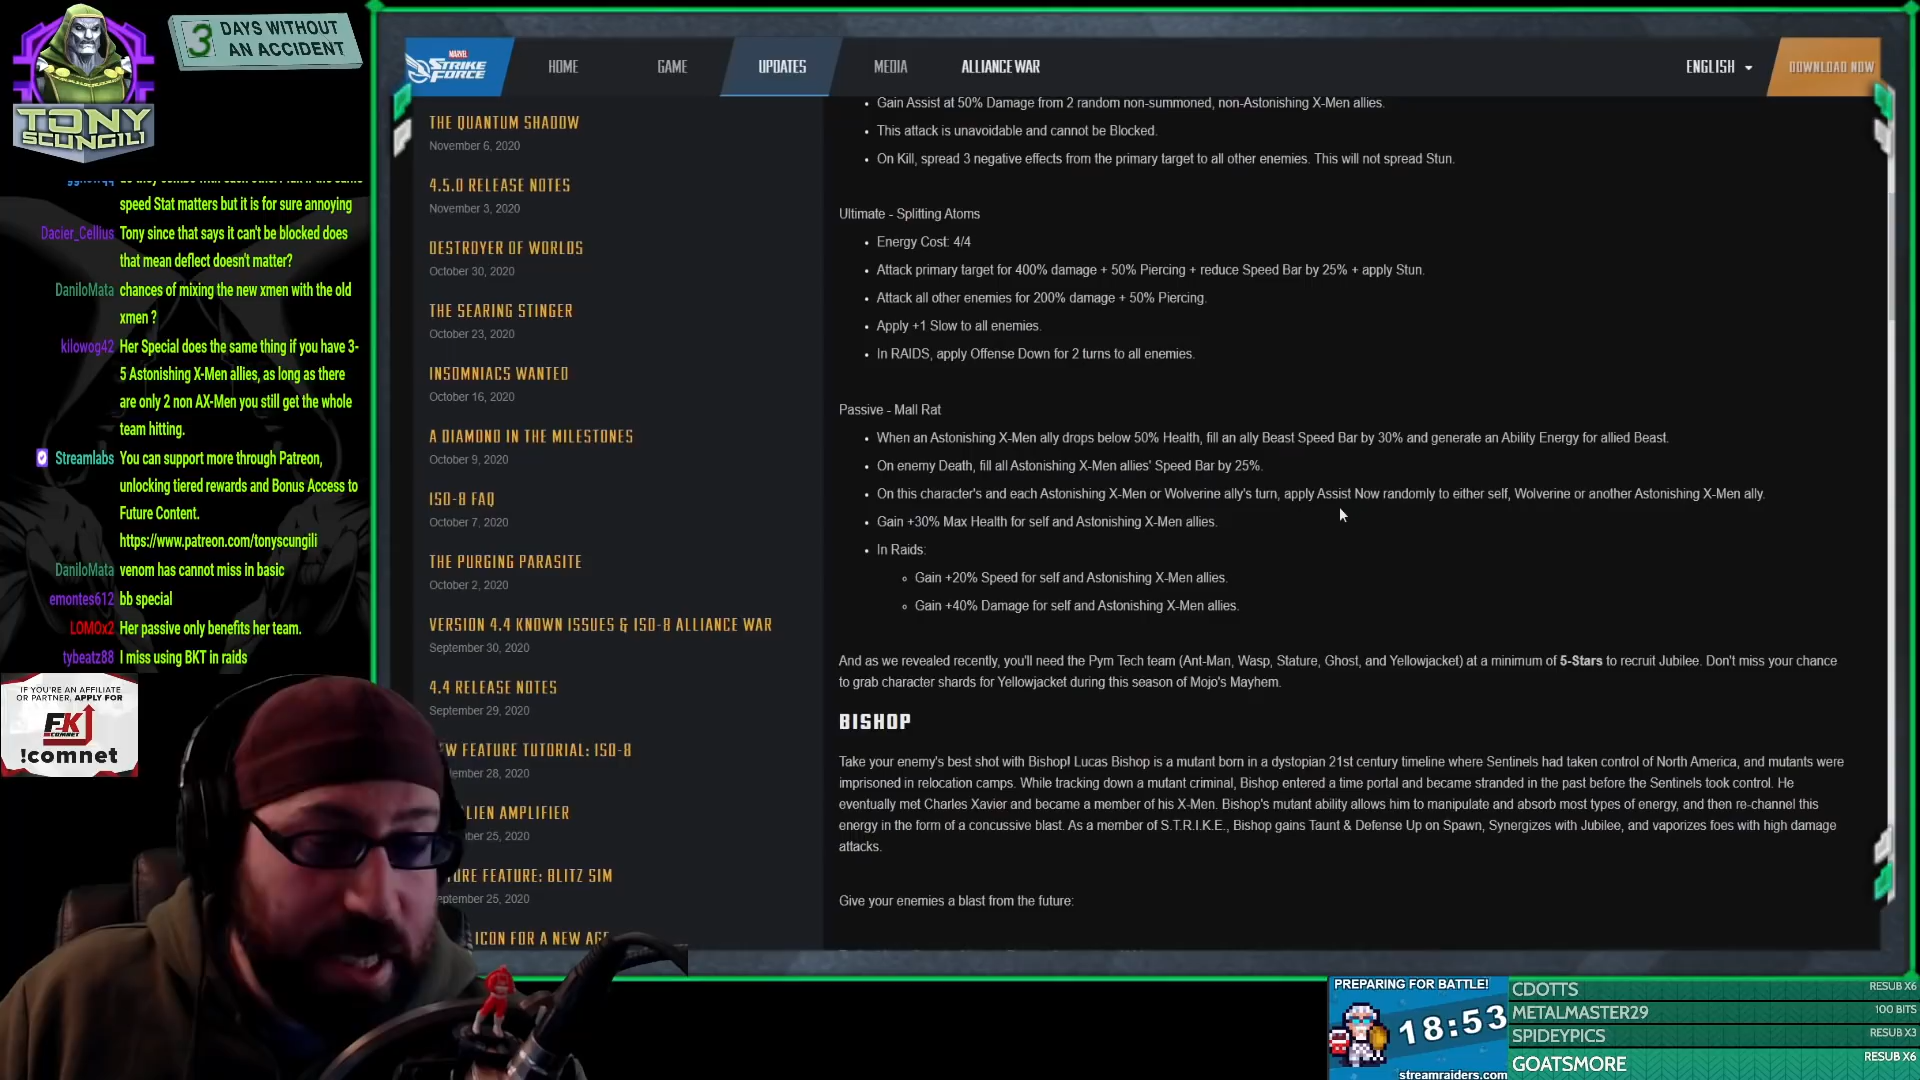 3 DAYS WITHOUT
AN ACCIDENT
TONY
SCUNGILI
MARVEL
STRIKE
FORCE
HOME
GAME
UPDATES
MEDIA
ALLIANCE WAR
ENGLISH
DOWNLOAD NOW
speed Stat matters but it is for sure annoying
Dacier_Cellius Tony since that says it can't be blocked does
that mean deflect doesn't matter?
DaniloMata chances of mixing the new xmen with the old
xmen ?
kilowog42 Her Special does the same thing if you have 3-
5 Astonishing X-Men allies, as long as there
are only 2 non AX-Men you still get the whole
team hitting.
Streamlabs You can support more through Patreon,
unlocking tiered rewards and Bonus Access to
Future Content.
https://www.patreon.com/tonyscungili
DaniloMata venom has cannot miss in basic
emontes612 bb special
LOMOx2 Her passive only benefits her team.
tybeatz88 I miss using BKT in raids
IF YOU'RE AN AFFILIATE
OR PARTNER, APPLY FOR
COMNET
!comnet
THE QUANTUM SHADOW
November 6, 2020
4.5.0 RELEASE NOTES
November 3, 2020
DESTROYER OF WORLDS
October 30, 2020
THE SEARING STINGER
October 23, 2020
INSOMNIACS WANTED
October 16, 2020
A DIAMOND IN THE MILESTONES
October 9, 2020
ISO-8 FAQ
October 7, 2020
THE PURGING PARASITE
October 2, 2020
VERSION 4.4 KNOWN ISSUES & ISO-8 ALLIANCE WAR
September 30, 2020
4.4 RELEASE NOTES
September 29, 2020
W FEATURE TUTORIAL: ISO-8
ember 28, 2020
LIEN AMPLIFIER
ber 25, 2020
URE FEATURE: BLITZ SIM
eptember 25, 2020
ICON FOR A NEW AGE
• Gain Assist at 50% Damage from 2 random non-summoned, non-Astonishing X-Men allies.
• This attack is unavoidable and cannot be Blocked.
• On Kill, spread 3 negative effects from the primary target to all other enemies. This will not spread Stun.
Ultimate - Splitting Atoms
• Energy Cost: 4/4
• Attack primary target for 400% damage + 50% Piercing + reduce Speed Bar by 25% + apply Stun.
• Attack all other enemies for 200% damage + 50% Piercing.
• Apply +1 Slow to all enemies.
• In RAIDS, apply Offense Down for 2 turns to all enemies.
Passive - Mall Rat
• When an Astonishing X-Men ally drops below 50% Health, fill an ally Beast Speed Bar by 30% and generate an Ability Energy for allied Beast.
• On enemy Death, fill all Astonishing X-Men allies' Speed Bar by 25%.
• On this character's and each Astonishing X-Men or Wolverine ally's turn, apply Assist Now randomly to either self, Wolverine or another Astonishing X-Men ally.
• Gain +30% Max Health for self and Astonishing X-Men allies.
• In Raids:
◦ Gain +20% Speed for self and Astonishing X-Men allies.
◦ Gain +40% Damage for self and Astonishing X-Men allies.
And as we revealed recently, you'll need the Pym Tech team (Ant-Man, Wasp, Stature, Ghost, and Yellowjacket) at a minimum of 5-Stars to recruit Jubilee. Don't miss your chance
to grab character shards for Yellowjacket during this season of Mojo's Mayhem.
BISHOP
Take your enemy's best shot with Bishop! Lucas Bishop is a mutant born in a dystopian 21st century timeline where Sentinels had taken control of North America, and mutants were
imprisoned in relocation camps. While tracking down a mutant criminal, Bishop entered a time portal and became stranded in the past before the Sentinels took control. He
eventually met Charles Xavier and became a member of his X-Men. Bishop's mutant ability allows him to manipulate and absorb most types of energy, and then re-channel this
energy in the form of a concussive blast. As a member of S.T.R.I.K.E., Bishop gains Taunt & Defense Up on Spawn, Synergizes with Jubilee, and vaporizes foes with high damage
attacks.
Give your enemies a blast from the future:
PREPARING FOR BATTLE!
18:53
streamraiders.com
CDOTTS RESUB X6
METALMASTER29 100 BITS
SPIDEYPICS RESUB X3
GOATSMORE RESUB X6